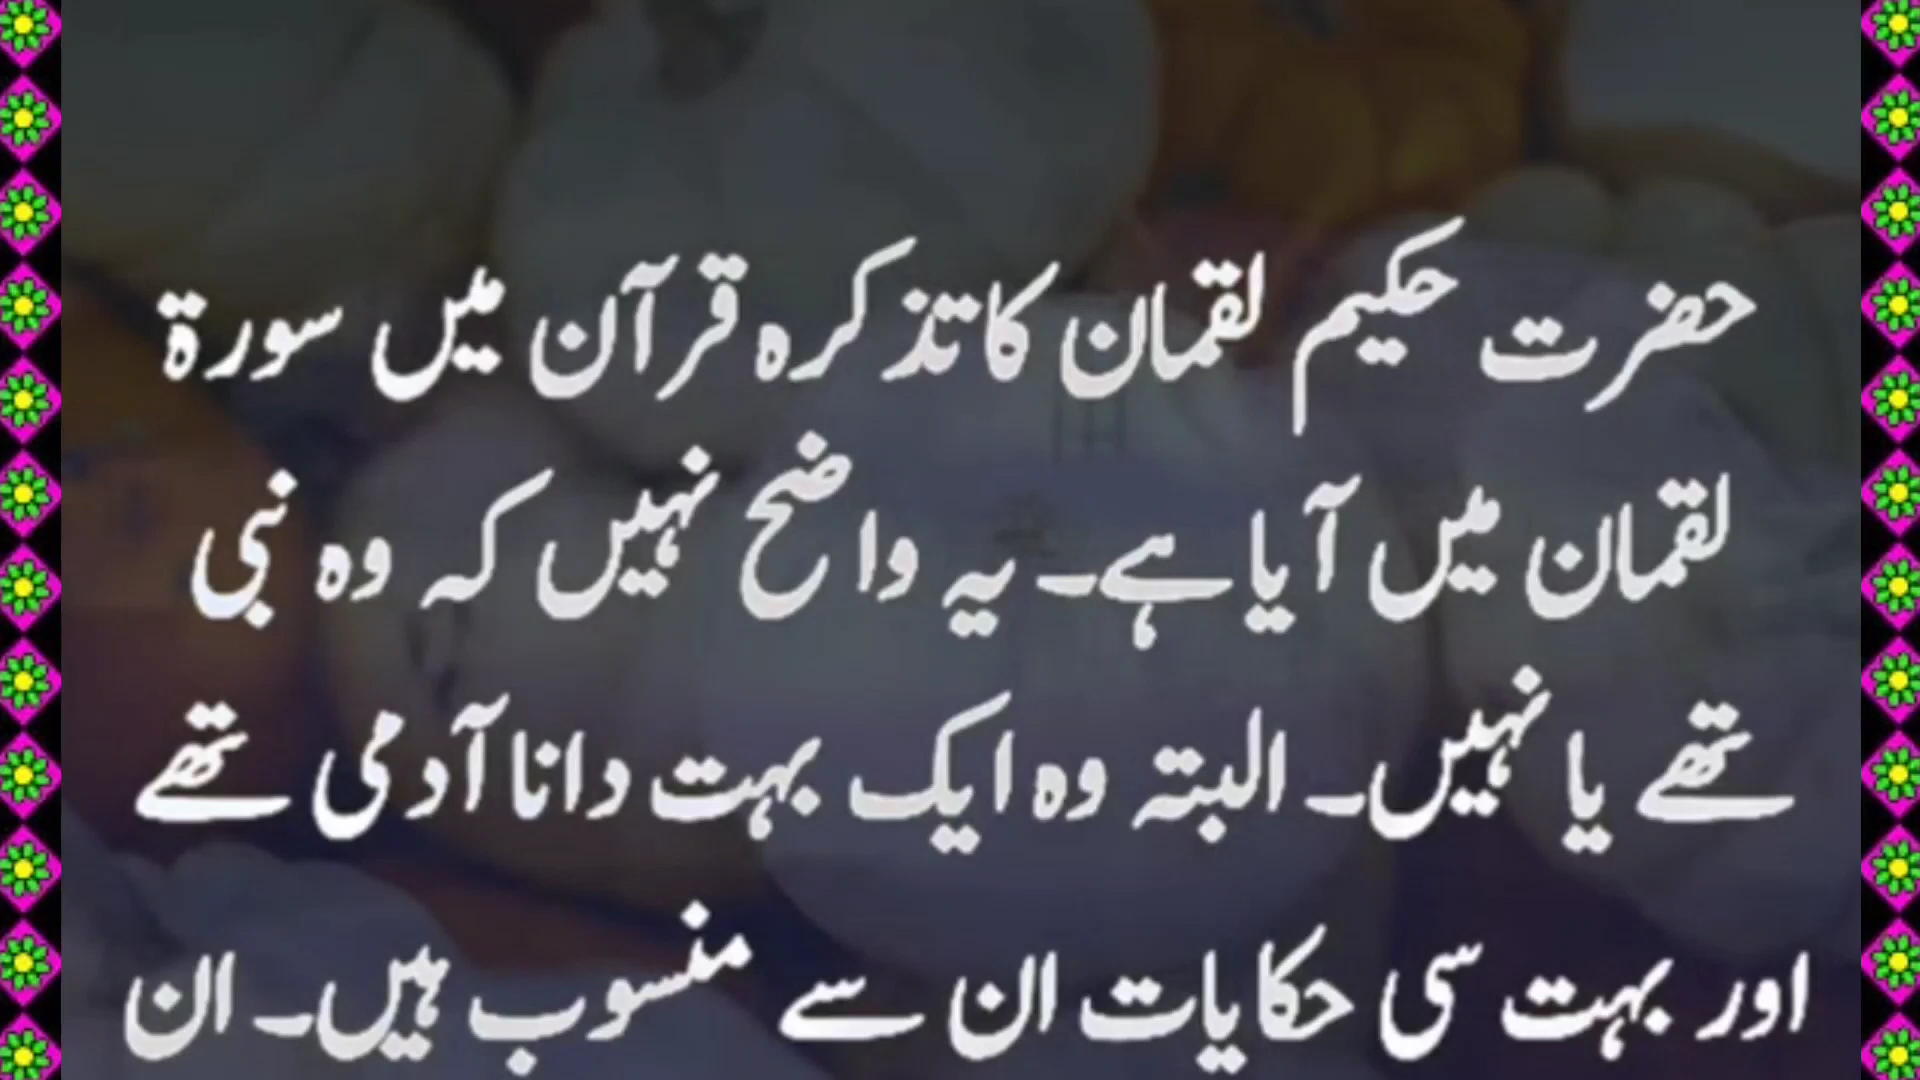 حضرت حکیم لقمان کا تذکرہ قرآن میں سورۃ
لقمان میں آیا ہے۔ یہ واضح نہیں کہ وہ نبی
تھے یا نہیں۔ البتہ وہ ایک بہت دانا آدمی تھے
اور بہت سی حکایات ان سے منسوب ہیں۔ ان